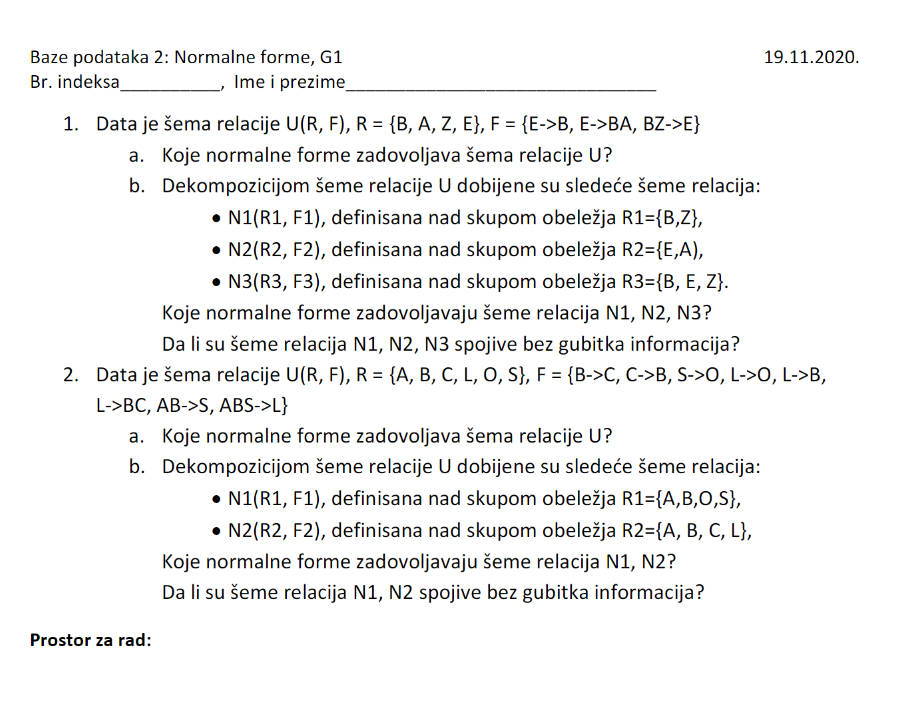 Baze podataka 2: Normalne forme, G1 19.11.2020.
Br. indeksa__________, Ime i prezime_______________________________
1. Data je šema relacije U(R, F), R = {B, A, Z, E}, F = {E->B, E->BA, BZ->E}
a. Koje normalne forme zadovoljava šema relacije U?
b. Dekompozicijom šeme relacije U dobijene su sledeće šeme relacija:
• N1(R1, F1), definisana nad skupom obeležja R1={B,Z},
• N2(R2, F2), definisana nad skupom obeležja R2={E,A),
• N3(R3, F3), definisana nad skupom obeležja R3={B, E, Z}.
Koje normalne forme zadovoljavaju šeme relacija N1, N2, N3?
Da li su šeme relacija N1, N2, N3 spojive bez gubitka informacija?
2. Data je šema relacije U(R, F), R = {A, B, C, L, O, S}, F = {B->C, C->B, S->O, L->O, L->B,
L->BC, AB->S, ABS->L}
a. Koje normalne forme zadovoljava šema relacije U?
b. Dekompozicijom šeme relacije U dobijene su sledeće šeme relacija:
• N1(R1, F1), definisana nad skupom obeležja R1={A,B,O,S},
• N2(R2, F2), definisana nad skupom obeležja R2={A, B, C, L},
Koje normalne forme zadovoljavaju šeme relacija N1, N2?
Da li su šeme relacija N1, N2 spojive bez gubitka informacija?
Prostor za rad: